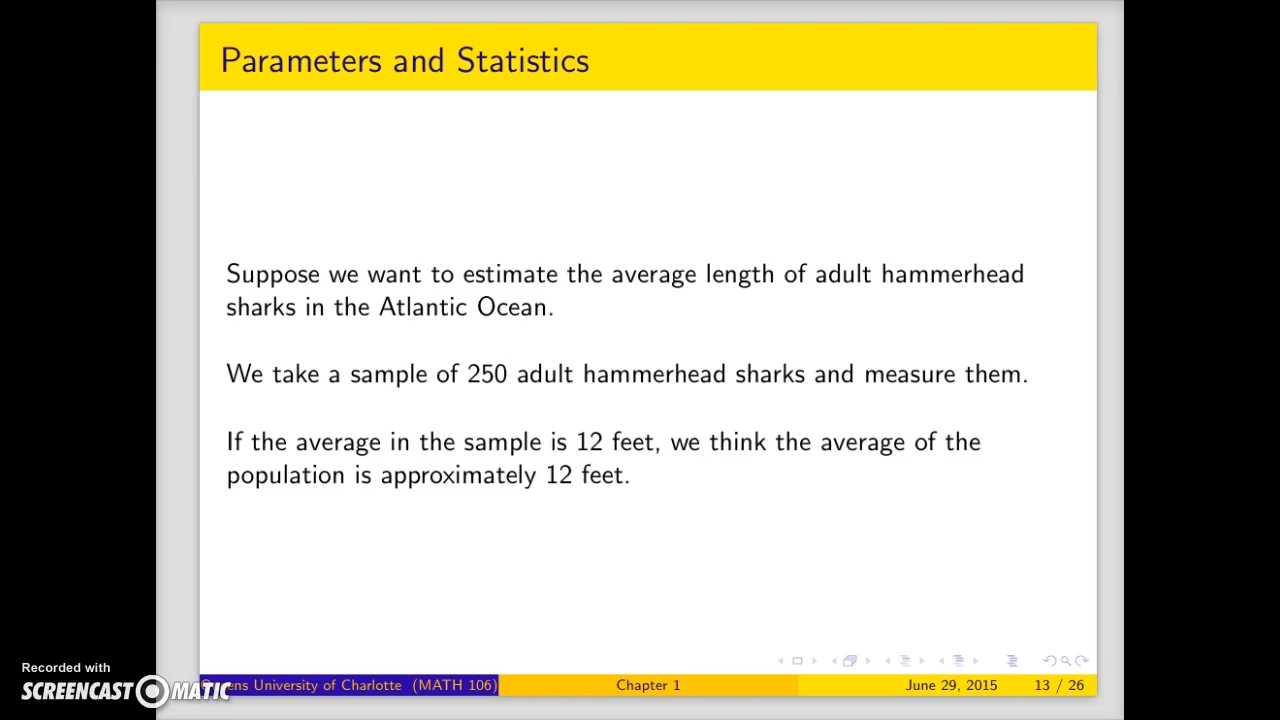 Parameters and Statistics
Suppose we want to estimate the average length of adult hammerhead
sharks in the Atlantic Ocean.
We take a sample of 250 adult hammerhead sharks and measure them.
If the average in the sample is 12 feet, we think the average of the
population is approximately 12 feet.
Recorded with
SCREENCAST MATIC
University of Charlotte (MATH 106)
Chapter 1
June 29, 2015
13 / 26